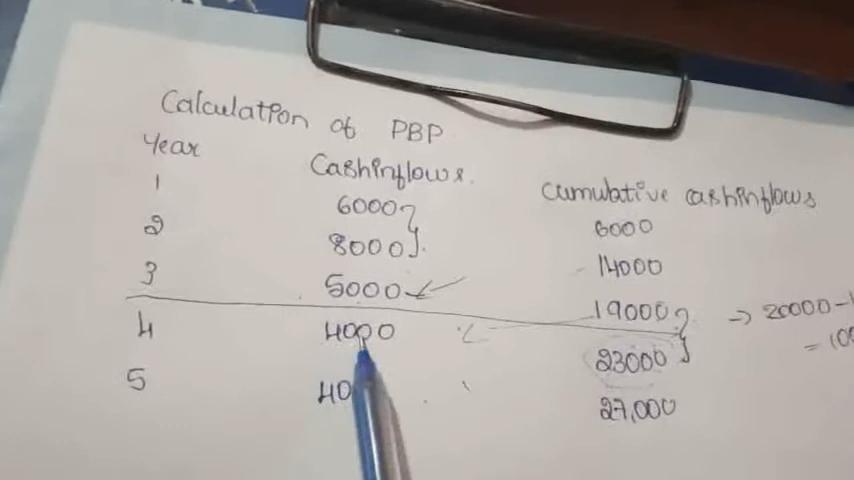 Calculation of PBP
Year Cashinflows. Cumulative cashinflows
1 6000 6000
2 8000 14000
3 5000 19000 → 20000-
4 4000 23000 =
5 27,000